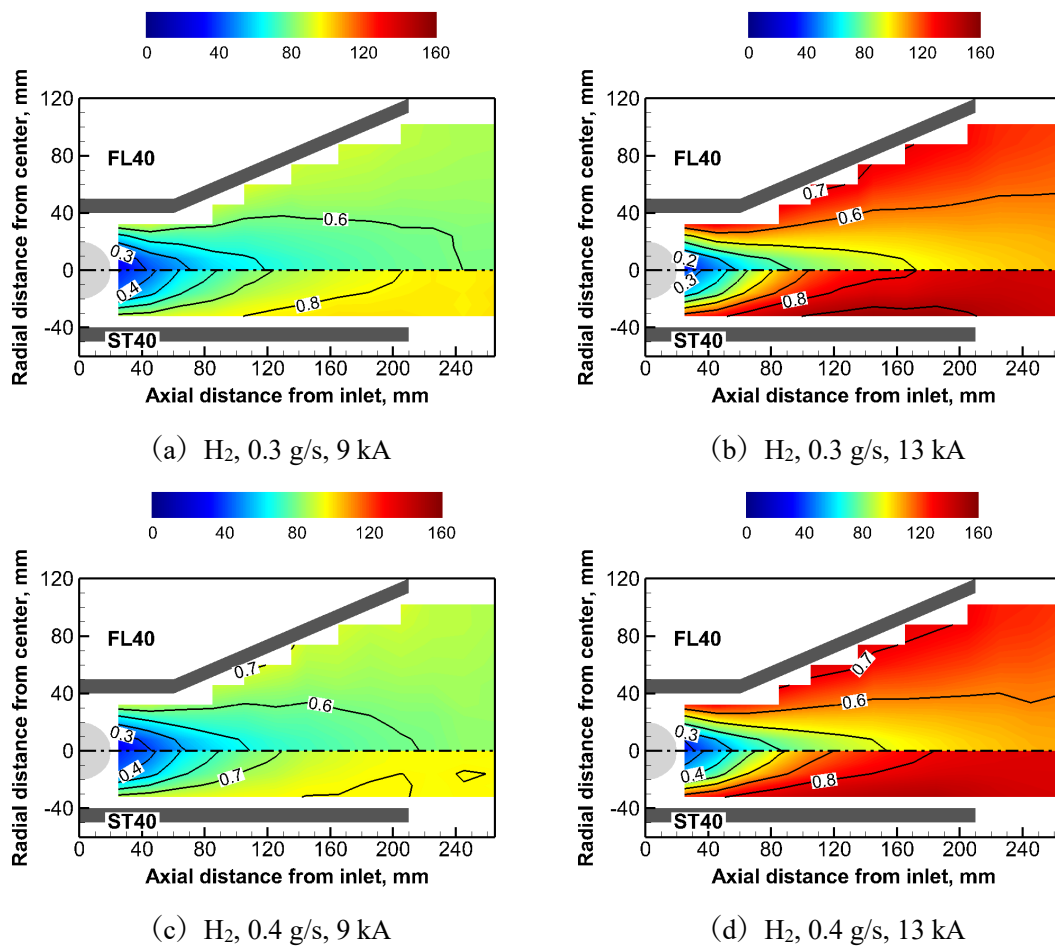 0 40 80 120 160
120
80
40
0
-40
Radial distance from center, mm
FL40
0.6
0.3
0.4
0.8
ST40
0 40 80 120 160 200 240
Axial distance from inlet, mm
(a) H₂, 0.3 g/s, 9 kA
0 40 80 120 160
120
80
40
0
-40
Radial distance from center, mm
FL40
0.7
0.6
0.2
0.3
0.8
ST40
0 40 80 120 160 200 240
Axial distance from inlet, mm
(b) H₂, 0.3 g/s, 13 kA
0 40 80 120 160
120
80
40
0
-40
Radial distance from center, mm
FL40
0.7
0.6
0.3
0.4
0.7
ST40
0 40 80 120 160 200 240
Axial distance from inlet, mm
(c) H₂, 0.4 g/s, 9 kA
0 40 80 120 160
120
80
40
0
-40
Radial distance from center, mm
FL40
0.7
0.6
0.3
0.4
0.8
ST40
0 40 80 120 160 200 240
Axial distance from inlet, mm
(d) H₂, 0.4 g/s, 13 kA